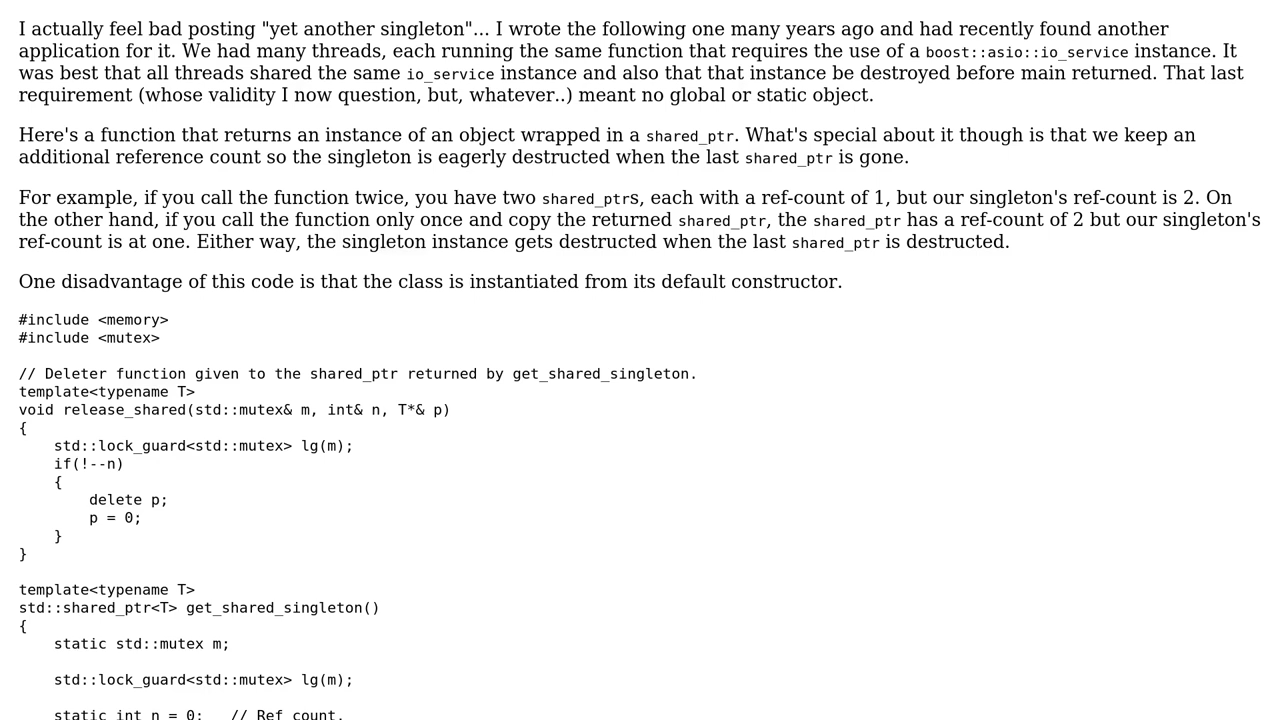 I actually feel bad posting "yet another singleton"... I wrote the following one many years ago and had recently found another
application for it. We had many threads, each running the same function that requires the use of a boost::asio::io_service instance. It
was best that all threads shared the same io_service instance and also that that instance be destroyed before main returned. That last
requirement (whose validity I now question, but, whatever..) meant no global or static object.
Here's a function that returns an instance of an object wrapped in a shared_ptr. What's special about it though is that we keep an
additional reference count so the singleton is eagerly destructed when the last shared_ptr is gone.
For example, if you call the function twice, you have two shared_ptrs, each with a ref-count of 1, but our singleton's ref-count is 2. On
the other hand, if you call the function only once and copy the returned shared_ptr, the shared_ptr has a ref-count of 2 but our singleton's
ref-count is at one. Either way, the singleton instance gets destructed when the last shared_ptr is destructed.
One disadvantage of this code is that the class is instantiated from its default constructor.
#include <memory>
#include <mutex>
// Deleter function given to the shared_ptr returned by get_shared_singleton.
template<typename T>
void release_shared(std::mutex& m, int& n, T*& p)
{
    std::lock_guard<std::mutex> lg(m);
    if(!--n)
    {
        delete p;
        p = 0;
    }
}
template<typename T>
std::shared_ptr<T> get_shared_singleton()
{
    static std::mutex m;
    std::lock_guard<std::mutex> lg(m);
    static int n = 0;   // Ref count.